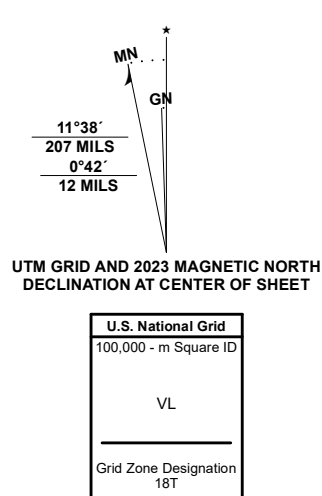 ★
MN
GN
11°38´
207 MILS
0°42´
12 MILS
UTM GRID AND 2023 MAGNETIC NORTH
DECLINATION AT CENTER OF SHEET
U.S. National Grid
100,000 - m Square ID
VL
Grid Zone Designation
18T